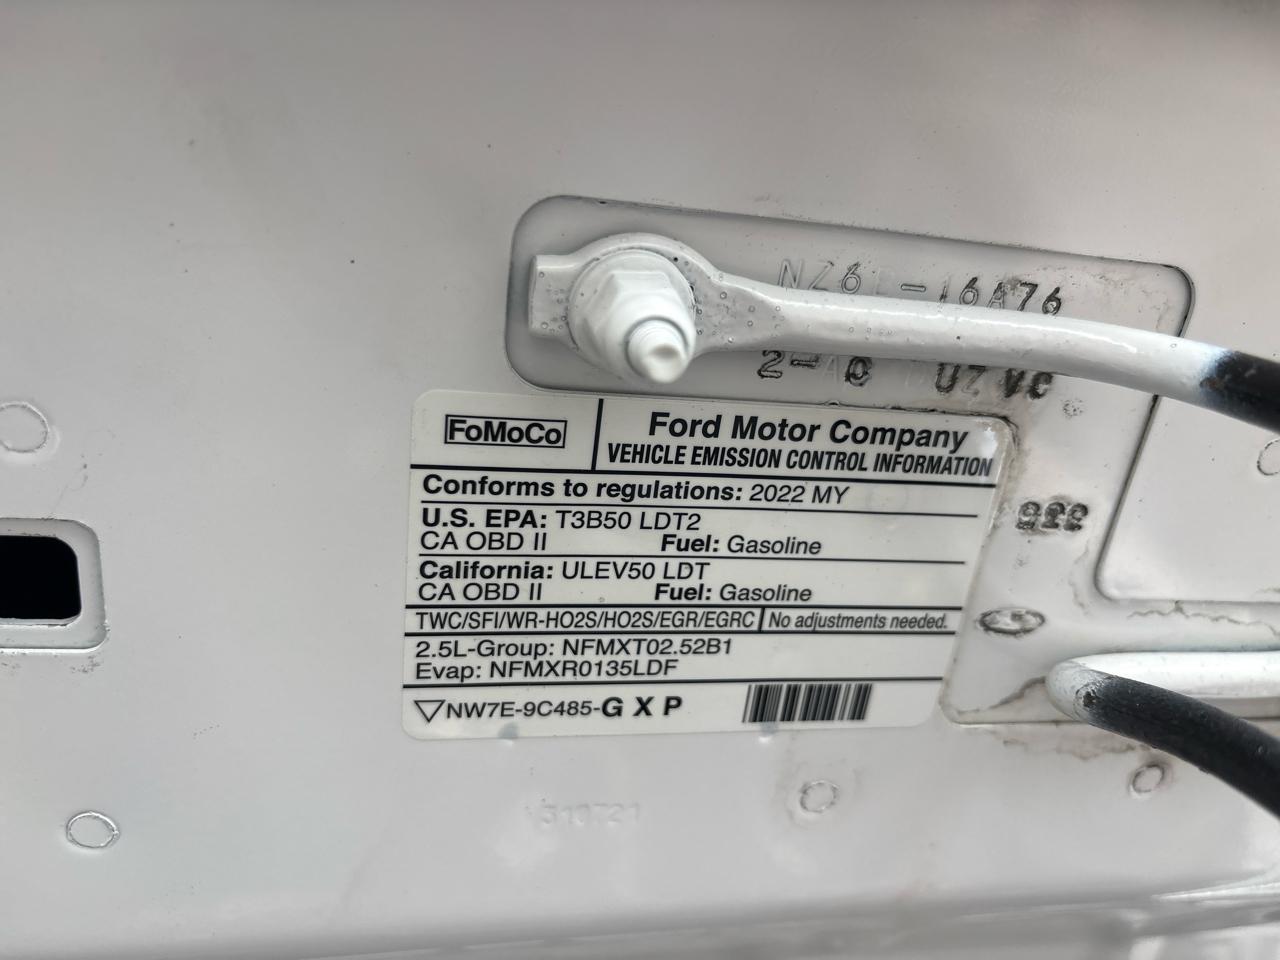 FoMoCo
Ford Motor Company
VEHICLE EMISSION CONTROL INFORMATION
Conforms to regulations: 2022 MY
U.S. EPA: T3B50 LDT2
CA OBD II Fuel: Gasoline
California: ULEV50 LDT
CA OBD II Fuel: Gasoline
TWC/SFI/WR-HO2S/HO2S/EGR/EGRC No adjustments needed.
2.5L-Group: NFMXT02.52B1
Evap: NFMXR0135LDF
NW7E-9C485-G X P